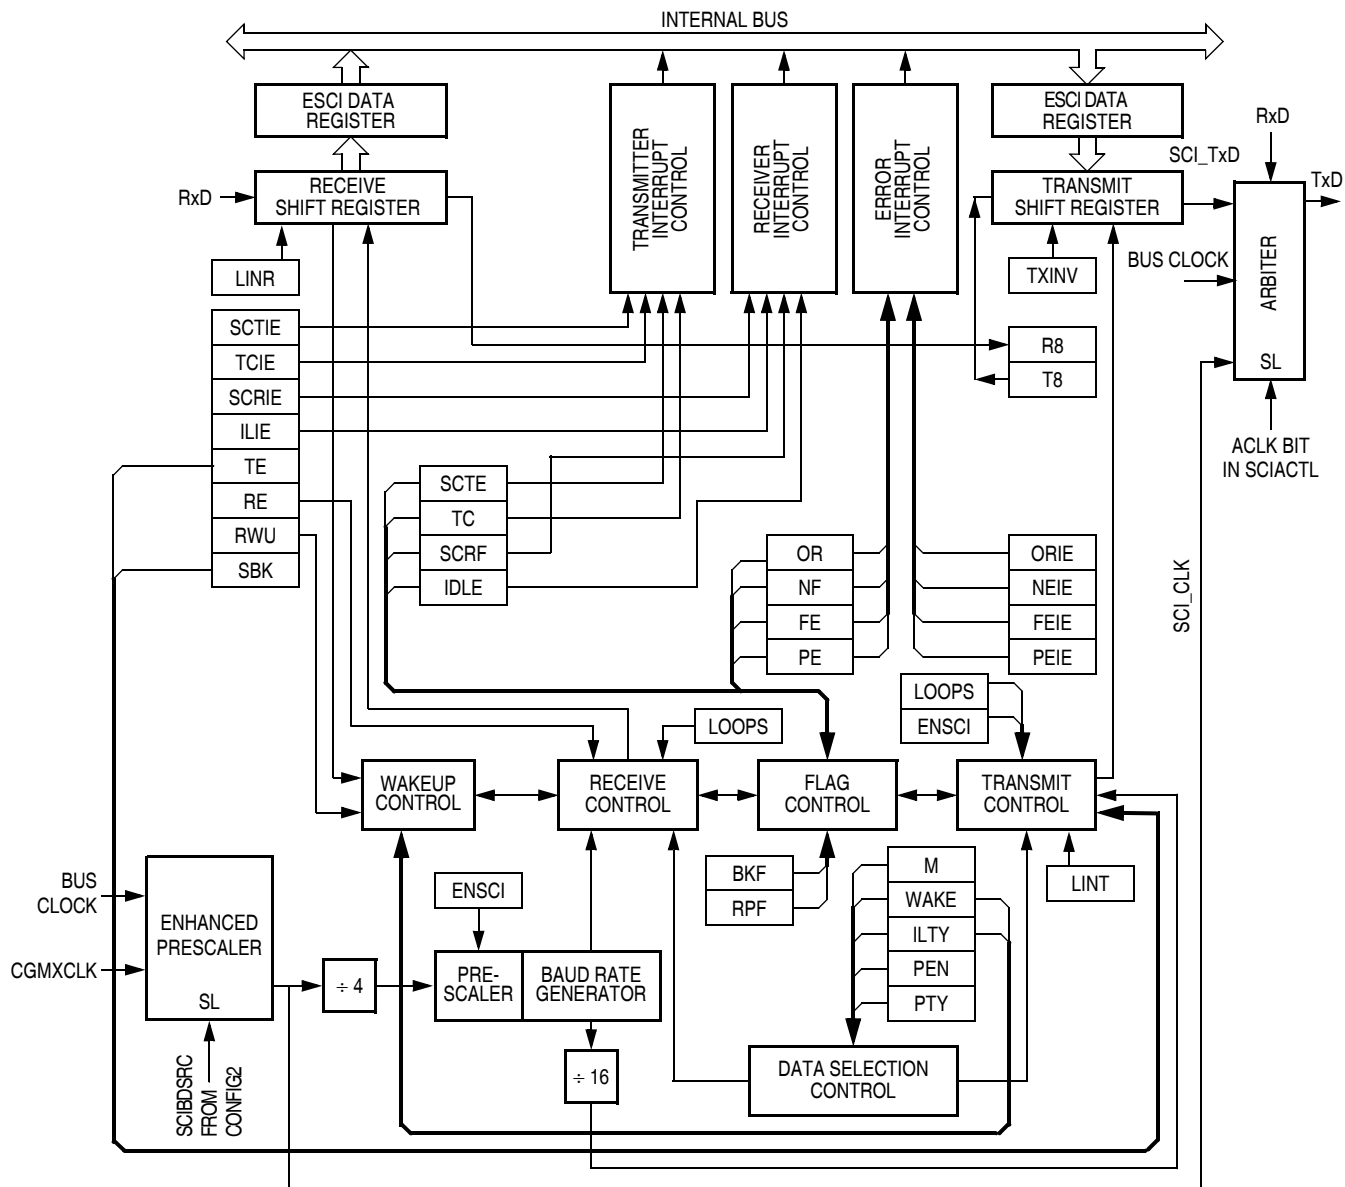 INTERNAL BUS
ESCI DATA
REGISTER
RECEIVE
SHIFT REGISTER
RxD
LINR
TRANSMITTER
INTERRUPT
CONTROL
RECEIVER
INTERRUPT
CONTROL
ERROR
INTERRUPT
CONTROL
ESCI DATA
REGISTER
TRANSMIT
SHIFT REGISTER
TXINV
SCI_TxD
RxD
TxD
BUS CLOCK
ARBITER
SL
ACLK BIT
IN SCIACTL
R8
T8
SCTIE
TCIE
SCRIE
ILIE
TE
RE
RWU
SBK
SCTE
TC
SCRF
IDLE
OR
NF
FE
PE
ORIE
NEIE
FEIE
PEIE
SCI_CLK
LOOPS
LOOPS
ENSCI
WAKEUP
CONTROL
RECEIVE
CONTROL
FLAG
CONTROL
TRANSMIT
CONTROL
BKF
RPF
M
WAKE
ILTY
PEN
PTY
LINT
BUS
CLOCK
CGMXCLK
ENHANCED
PRESCALER
SL
SCIBDSRC
FROM
CONFIG2
÷ 4
ENSCI
PRE-
SCALER
BAUD RATE
GENERATOR
÷ 16
DATA SELECTION
CONTROL